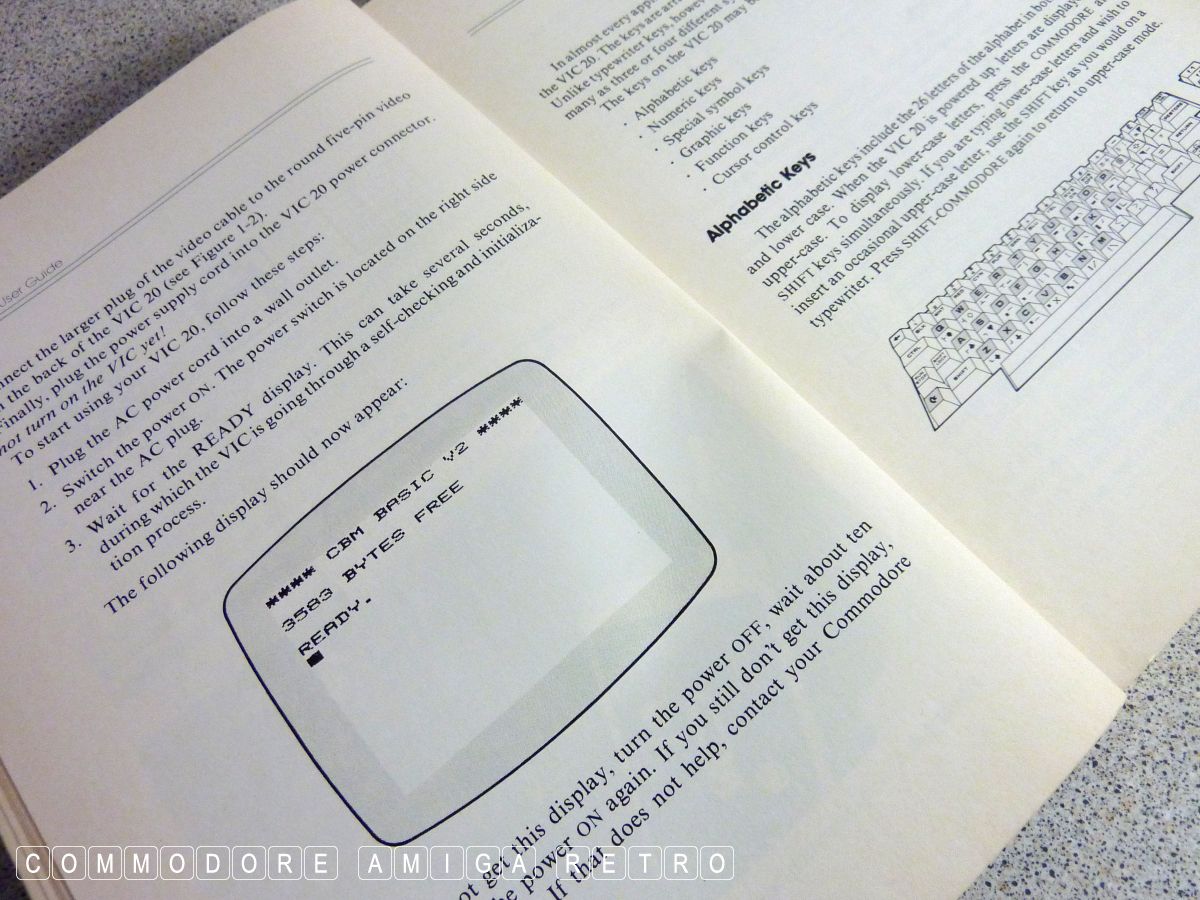 User Guide
nnect the larger plug of the video cable to the round five-pin video
the back of the VIC 20 (see Figure 1-2).
Finally, plug the power supply cord into the VIC 20 power connector.
not turn on the VIC yet!
To start using your VIC 20, follow these steps:
1. Plug the AC power cord into a wall outlet.
2. Switch the power ON. The power switch is located on the right side
near the AC plug.
3. Wait for the READY display. This can take several seconds,
during which the VIC is going through a self-checking and initializa-
tion process.
The following display should now appear:
**** CBM BASIC V2 ****
3583 BYTES FREE
READY.
ot get this display, turn the power OFF, wait about ten
he power ON again. If you still don't get this display,
If that does not help, contact your Commodore
In almost every
the VIC 20. The key are
Unlike typewriter keys, however
many as three or four different
The keys on the VIC 20 may
· Alphabetic keys
· Numeric keys
· Special symbol keys
· Graphic keys
· Function keys
· Cursor control keys
Alphabetic Keys
The alphabetic keys include the 26 letters of the alphabet in
and lower case. When the VIC 20 is powered up, letters are
upper-case. To display lower-case letters, press the COMMODORE
SHIFT keys simultaneously. If you are typing lower-case letters and wish to
insert an occasional upper-case letter, use the SHIFT key as you would on a
typewriter. Press SHIFT-COMMODORE again to return to upper-case mode.
COMMODORE AMIGA RETRO